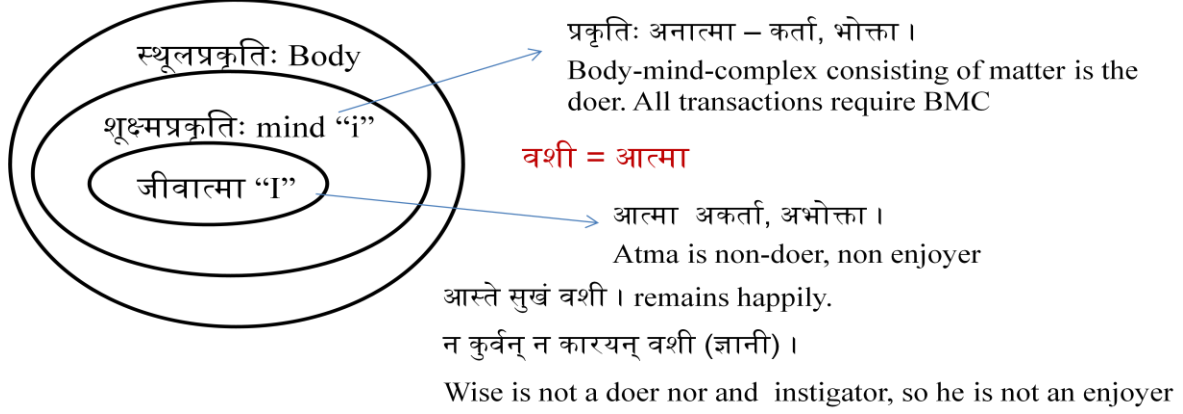 स्थूलप्रकृतिः Body
शूक्ष्मप्रकृतिः mind “i”
जीवात्मा “I”
प्रकृतिः अनात्मा – कर्ता, भोक्ता ।
Body-mind-complex consisting of matter is the
doer. All transactions require BMC
वशी = आत्मा
आत्मा अकर्ता, अभोक्ता ।
Atma is non-doer, non enjoyer
आस्ते सुखं वशी । remains happily.
न कुर्वन् न कारयन् वशी (ज्ञानी) ।
Wise is not a doer nor and instigator, so he is not an enjoyer